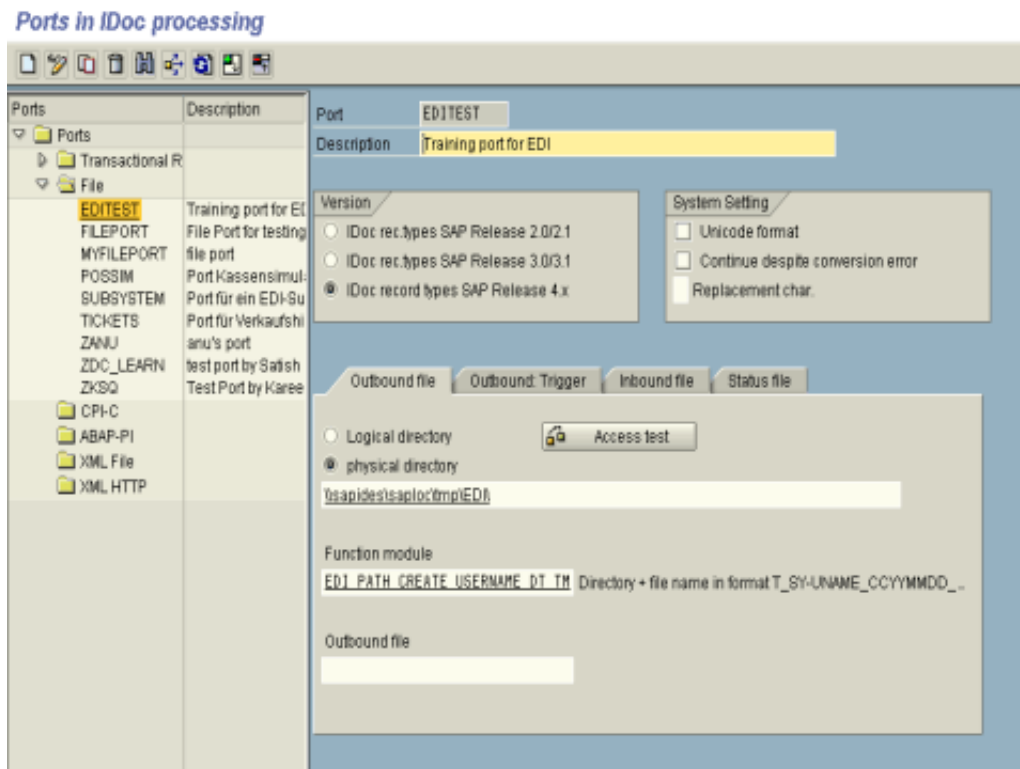 Ports in IDoc processing
Ports Description
Ports
Transactional R
File
EDITEST Training port for ED
FILEPORT File Port for testing
MYFILEPORT file port
POSSIM Port Kassensimul
SUBSYSTEM Port für ein EDI-Su
TICKETS Port für Verkaufshi
ZANU anu's port
ZDC_LEARN test port by Satish
ZKSQ Test Port by Karee
CPI-C
ABAP-PI
XML File
XML HTTP
Port EDITEST
Description Training port for EDI
Version
IDoc rec.types SAP Release 2.0/2.1
IDoc rec.types SAP Release 3.0/3.1
IDoc record types SAP Release 4.x
System Setting
Unicode format
Continue despite conversion error
Replacement char.
Outbound file Outbound: Trigger Inbound file Status file
Logical directory Access test
physical directory
\\sapides\saploc\tmp\EDI\
Function module
EDI_PATH_CREATE_USERNAME_DT_TM Directory + file name in format T_SY-UNAME_CCYYMMDD_...
Outbound file